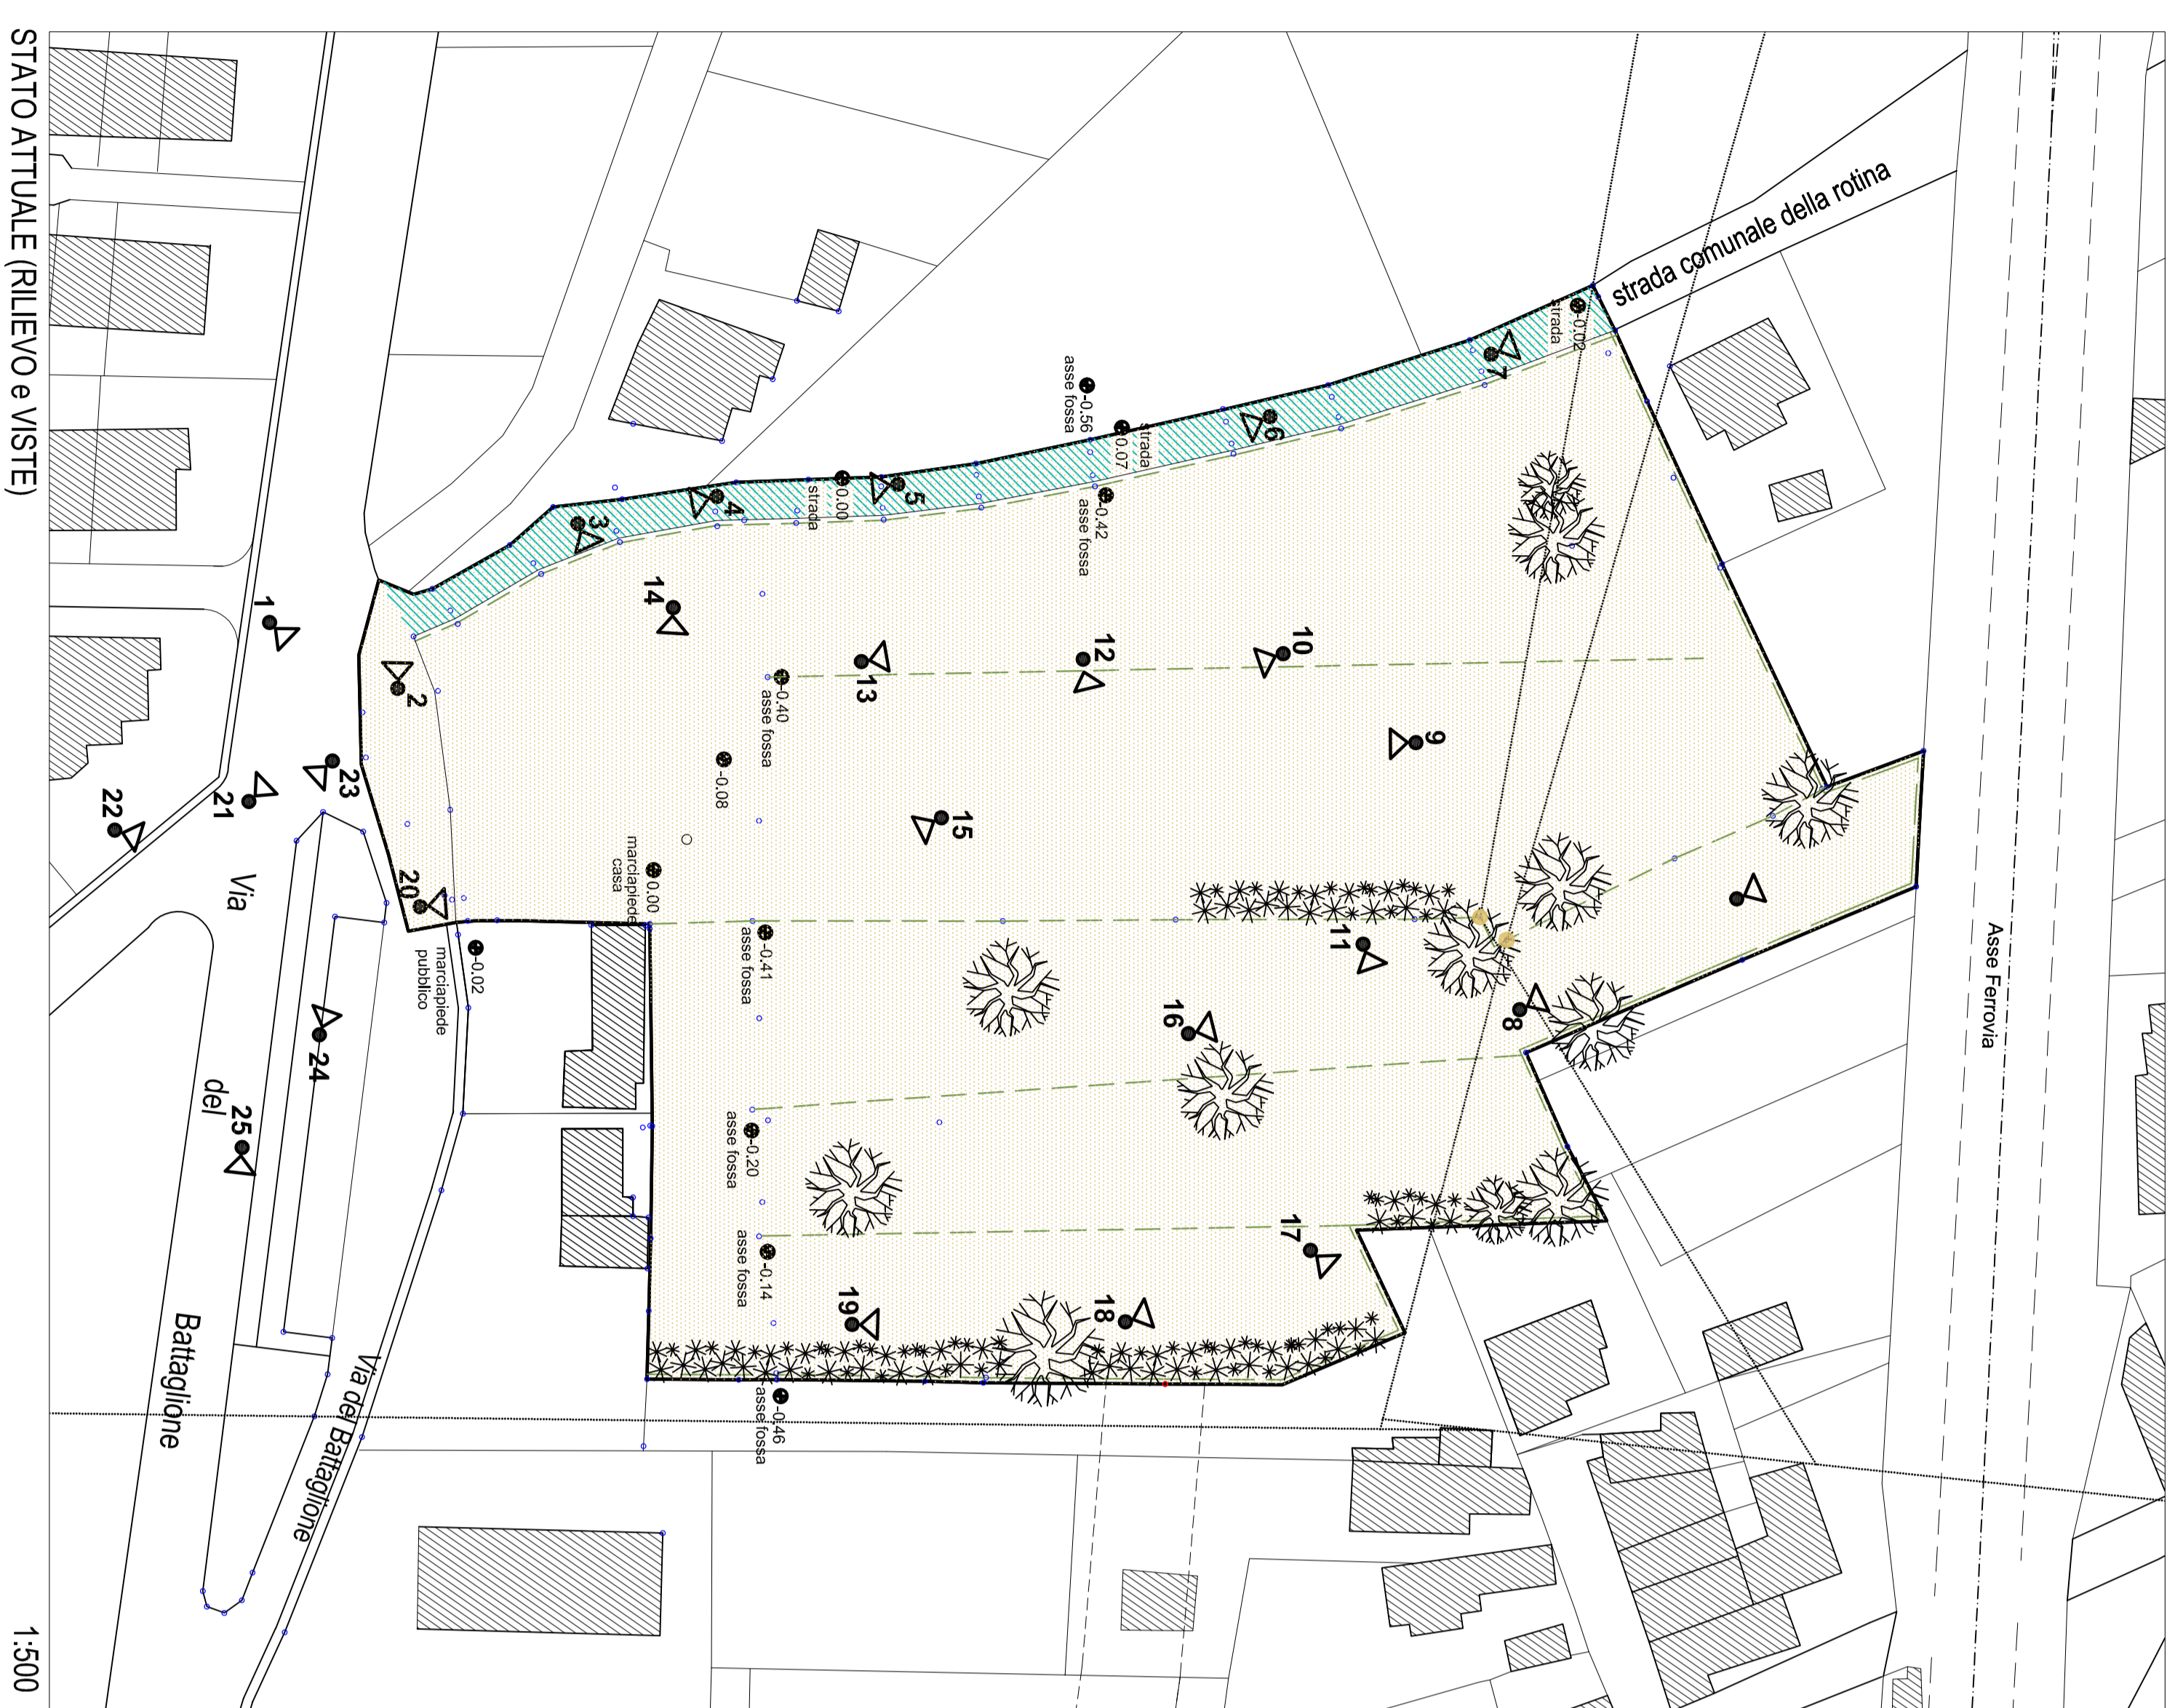 STATO ATTUALE (RILIEVO e VISTE)
1:500
strada comunale della rotina
Asse Ferrovia
-0.02
strada
7
6
-0.56
asse fossa
strada
0.07
-0.42
asse fossa
5
0.00
strada
4
3
14
13
12
10
9
15
-0.40
asse fossa
-0.08
0.00
marciapiede
casa
1
2
23
21
22
20
Via
del
Battaglione
-0.02
marciapiede
pubblico
24
25
Via del Battaglione
-0.41
asse fossa
-0.20
asse fossa
-0.14
asse fossa
-0.46
asse fossa
11
8
16
17
18
19